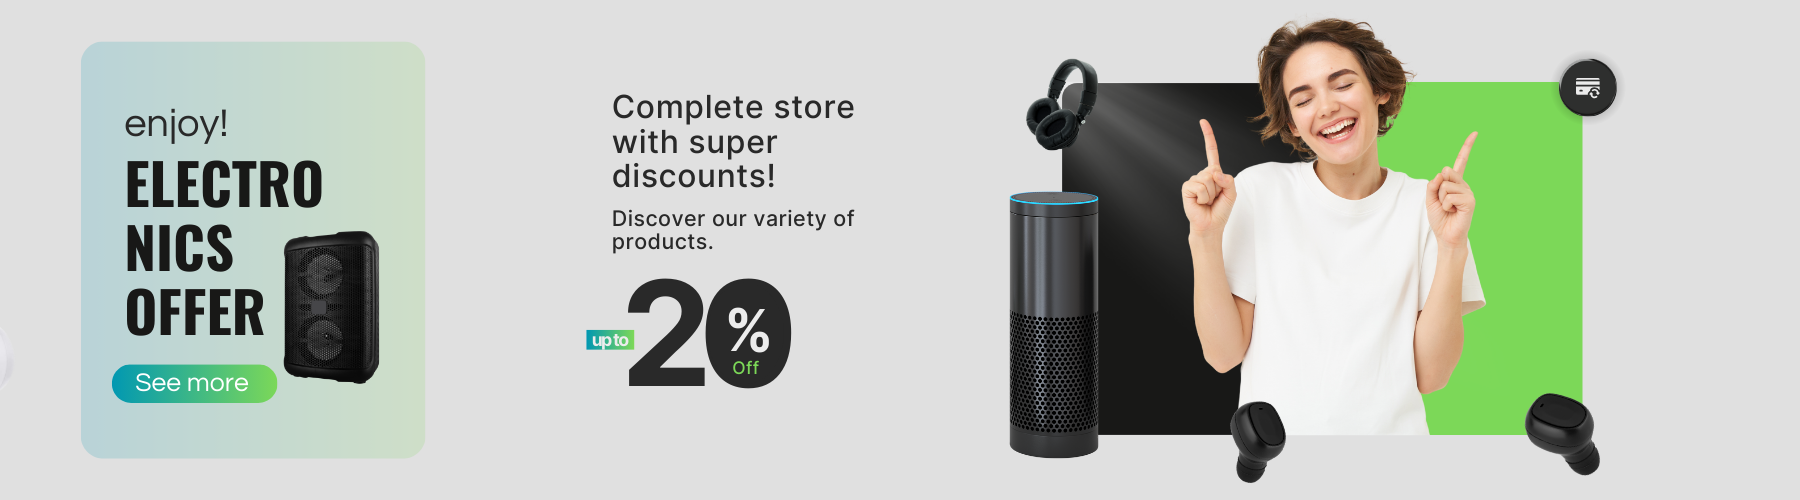 enjoy!
ELECTRO
NICS
OFFER
See more
Complete store
with super
discounts!
Discover our variety of
products.
up to
20%
Off